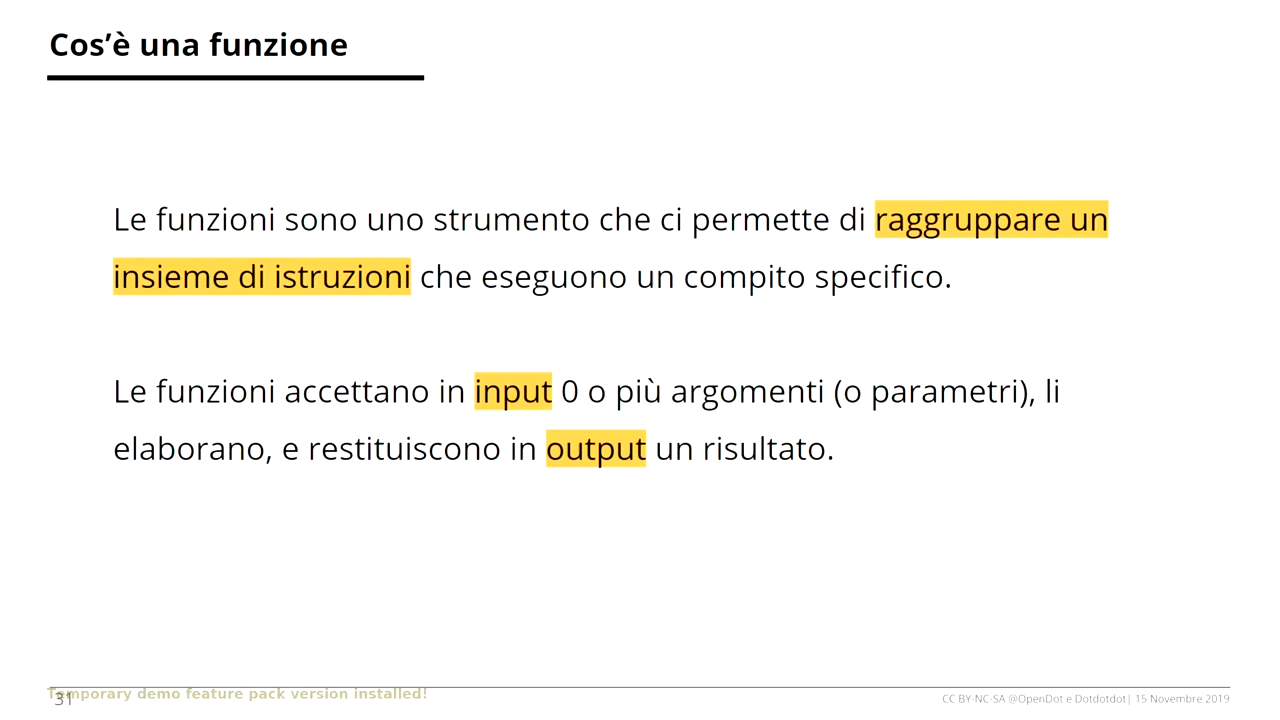 Cos’è una funzione
Le funzioni sono uno strumento che ci permette di raggruppare un
insieme di istruzioni che eseguono un compito specifico.
Le funzioni accettano in input 0 o più argomenti (o parametri), li
elaborano, e restituiscono in output un risultato.
Temporary demo feature pack version installed!
31
CC BY-NC-SA @OpenDot e Dotdotdot| 15 Novembre 2019